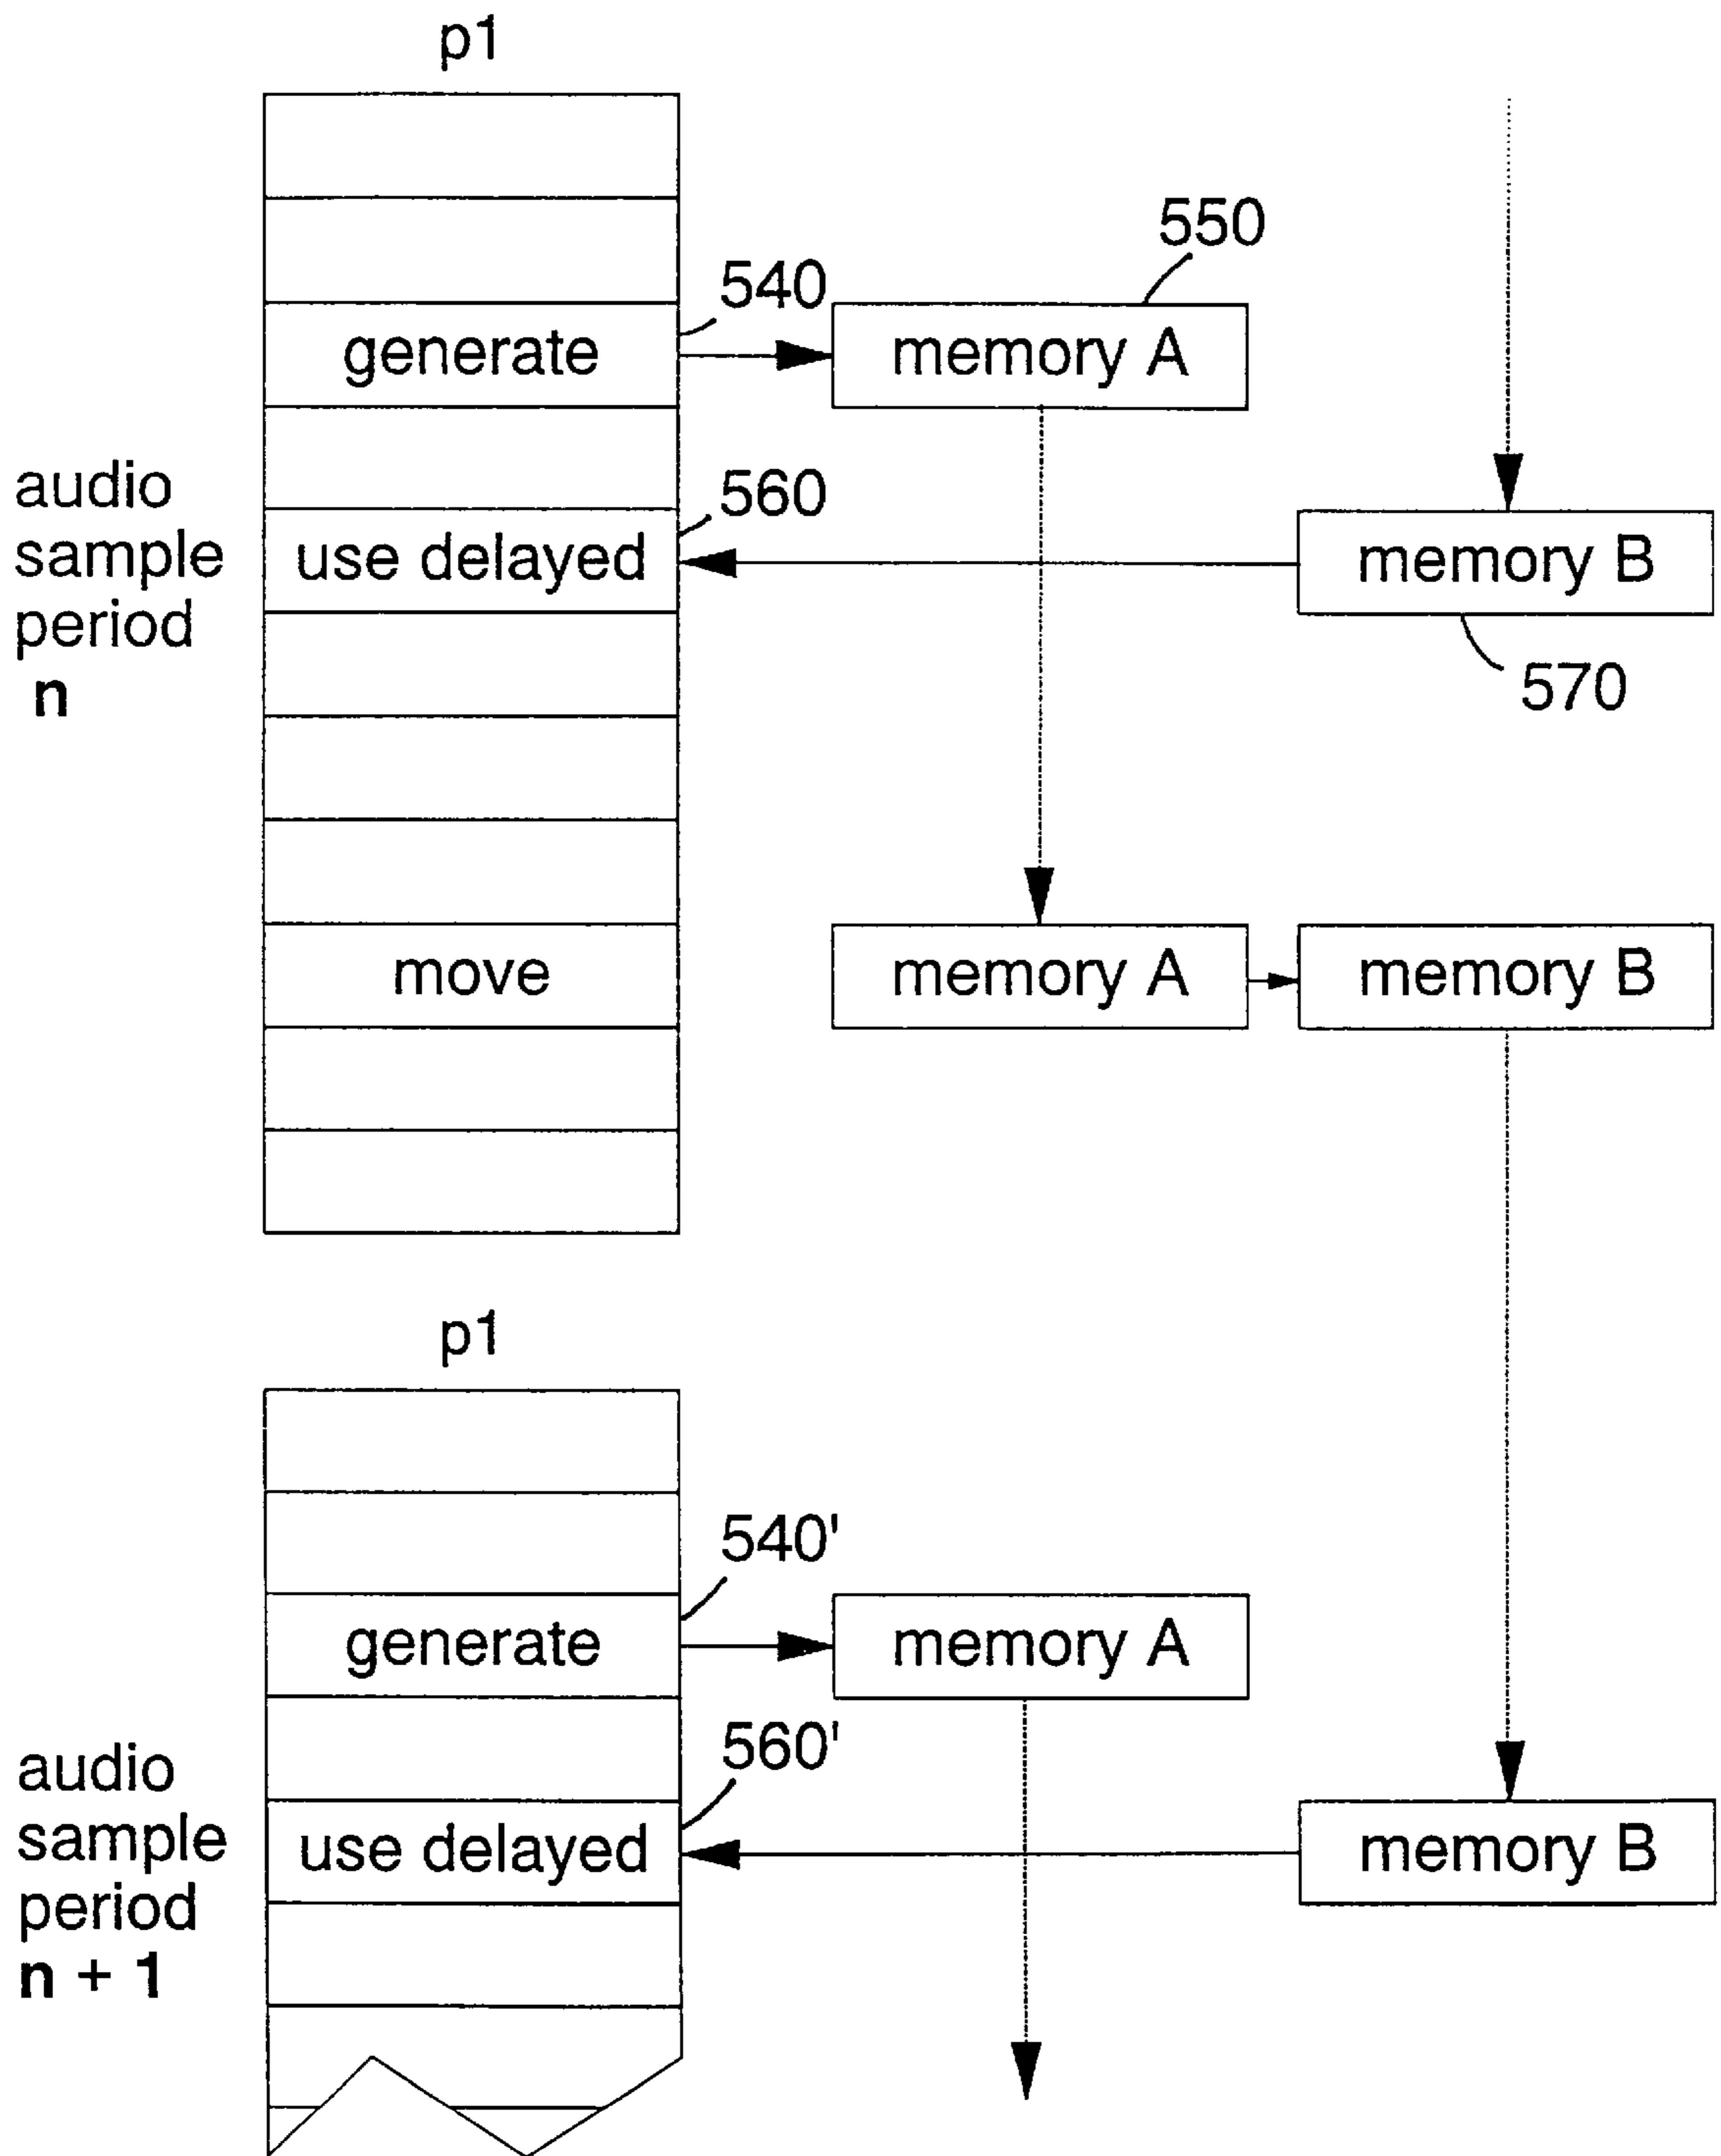 p1
550
540
generate
memory A
audio
sample
period
n
560
use delayed
memory B
570
move
memory A
memory B
p1
540'
generate
memory A
audio
sample
period
n + 1
560'
use delayed
memory B